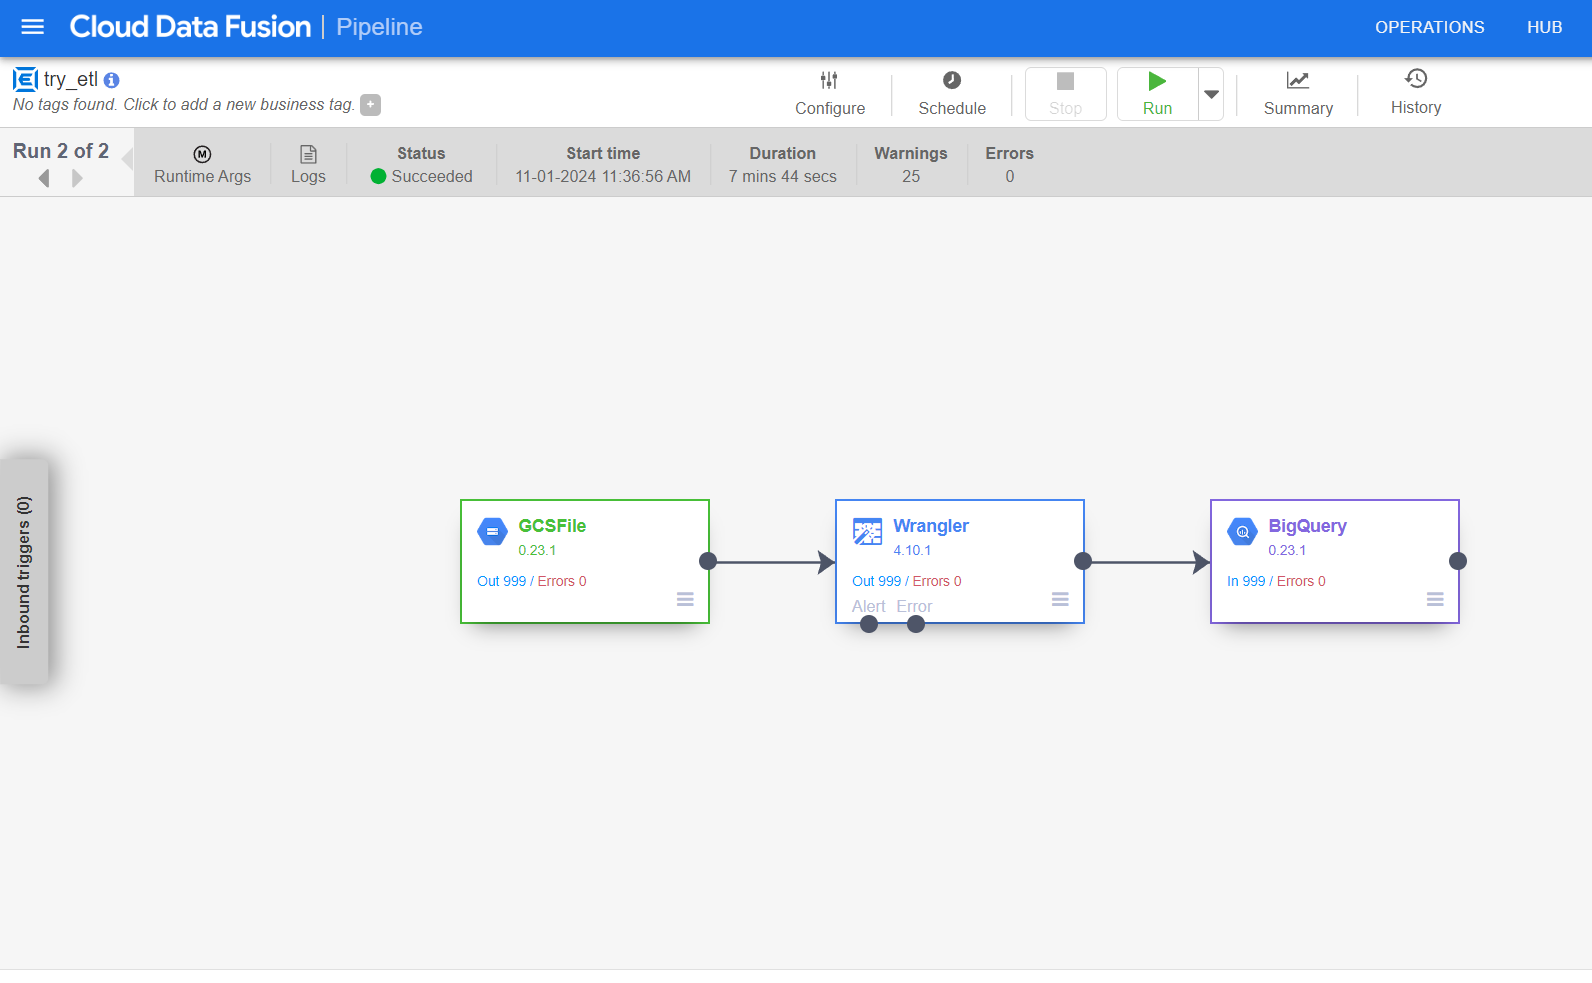 Cloud Data Fusion | Pipeline
OPERATIONS HUB
try_etl
No tags found. Click to add a new business tag. +
Configure Schedule Stop Run Summary History
Run 2 of 2
M
Runtime Args
Logs
Status
Succeeded
Start time
11-01-2024 11:36:56 AM
Duration
7 mins 44 secs
Warnings
25
Errors
0
Inbound triggers (0)
GCSFile
0.23.1
Out 999 / Errors 0
Wrangler
4.10.1
Out 999 / Errors 0
Alert Error
BigQuery
0.23.1
In 999 / Errors 0